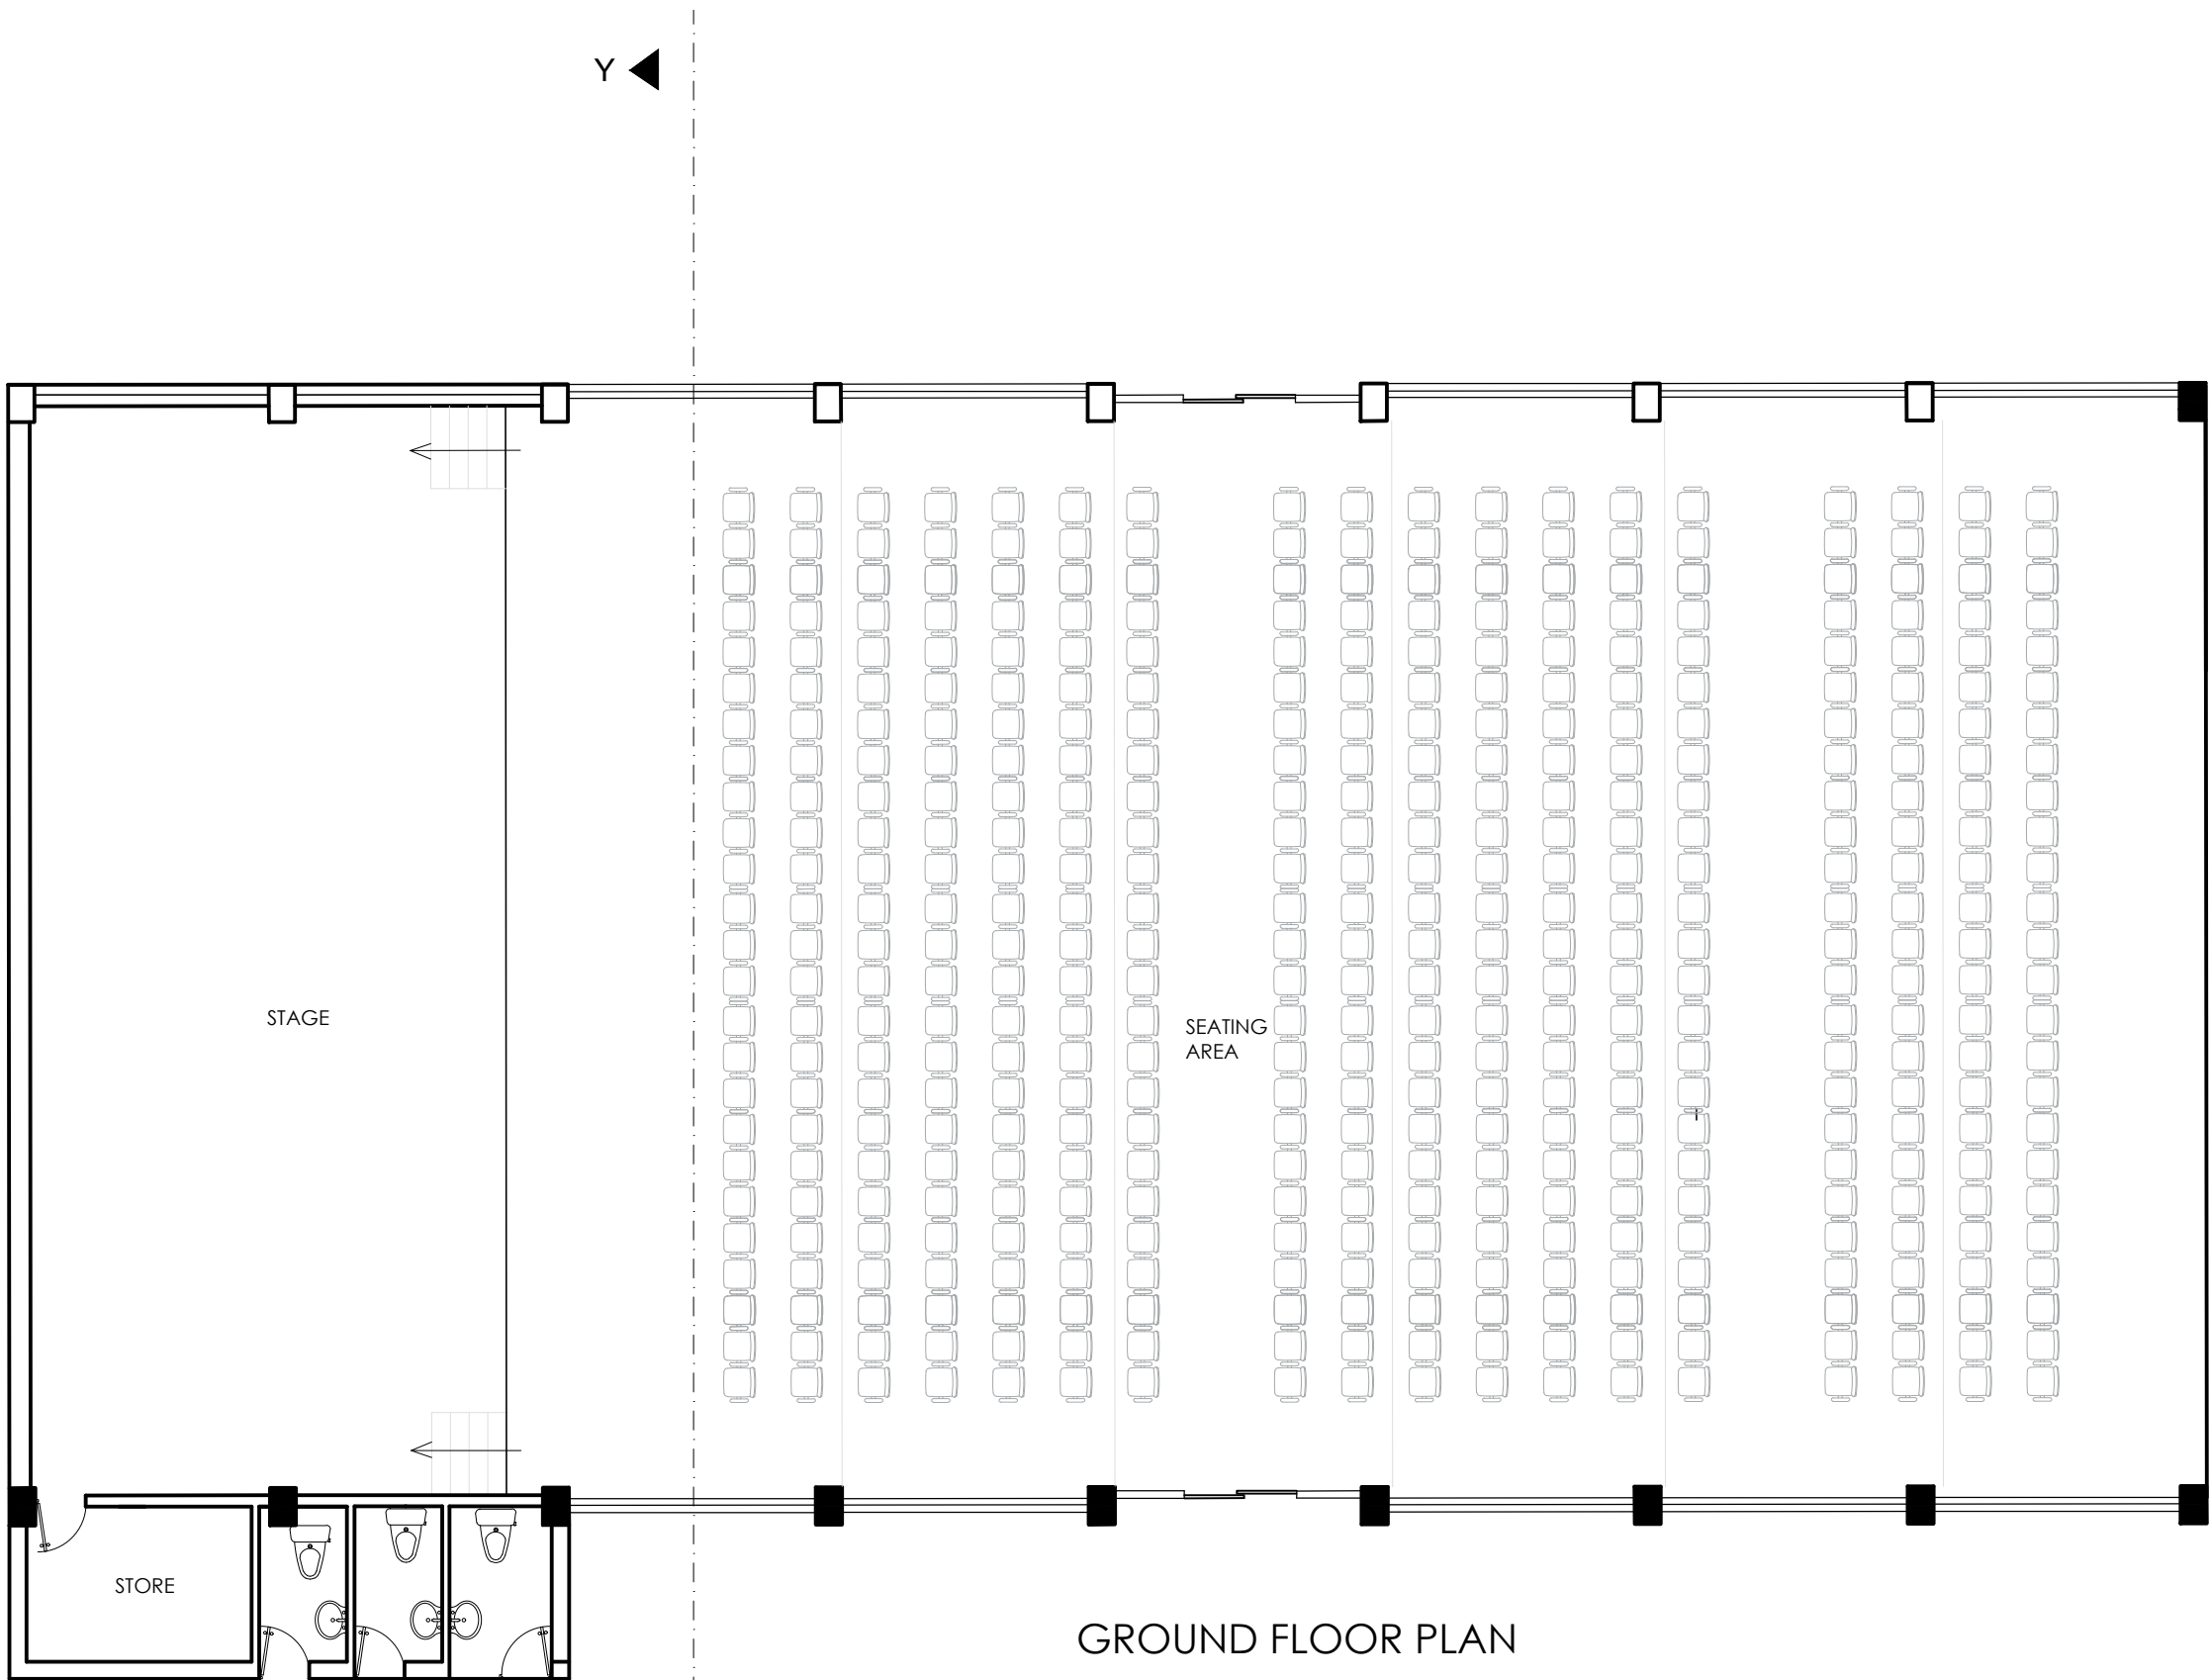 Y
STAGE
SEATING
AREA
STORE
GROUND FLOOR PLAN